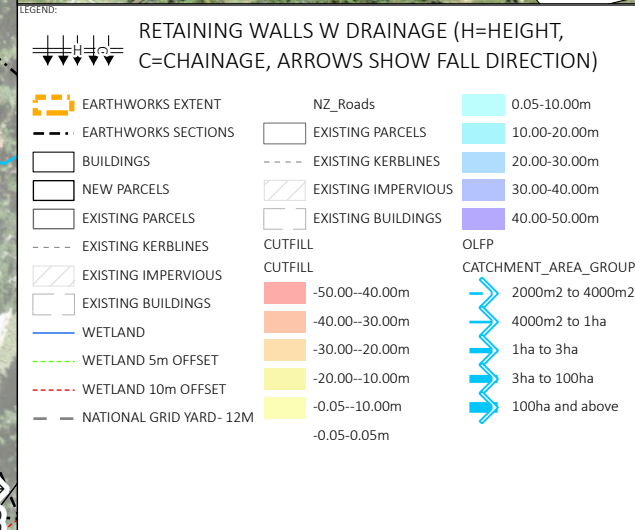 LEGEND:
RETAINING WALLS W DRAINAGE (H=HEIGHT,
C=CHAINAGE, ARROWS SHOW FALL DIRECTION)
H C
EARTHWORKS EXTENT
EARTHWORKS SECTIONS
BUILDINGS
NEW PARCELS
EXISTING PARCELS
EXISTING KERBLINES
EXISTING IMPERVIOUS
EXISTING BUILDINGS
WETLAND
WETLAND 5m OFFSET
WETLAND 10m OFFSET
NATIONAL GRID YARD- 12M
NZ_Roads
EXISTING PARCELS
EXISTING KERBLINES
EXISTING IMPERVIOUS
EXISTING BUILDINGS
CUTFILL
CUTFILL
-50.00--40.00m
-40.00--30.00m
-30.00--20.00m
-20.00--10.00m
-0.05--10.00m
-0.05-0.05m
0.05-10.00m
10.00-20.00m
20.00-30.00m
30.00-40.00m
40.00-50.00m
OLFP
CATCHMENT_AREA_GROUP
2000m2 to 4000m2
4000m2 to 1ha
1ha to 3ha
3ha to 100ha
100ha and above